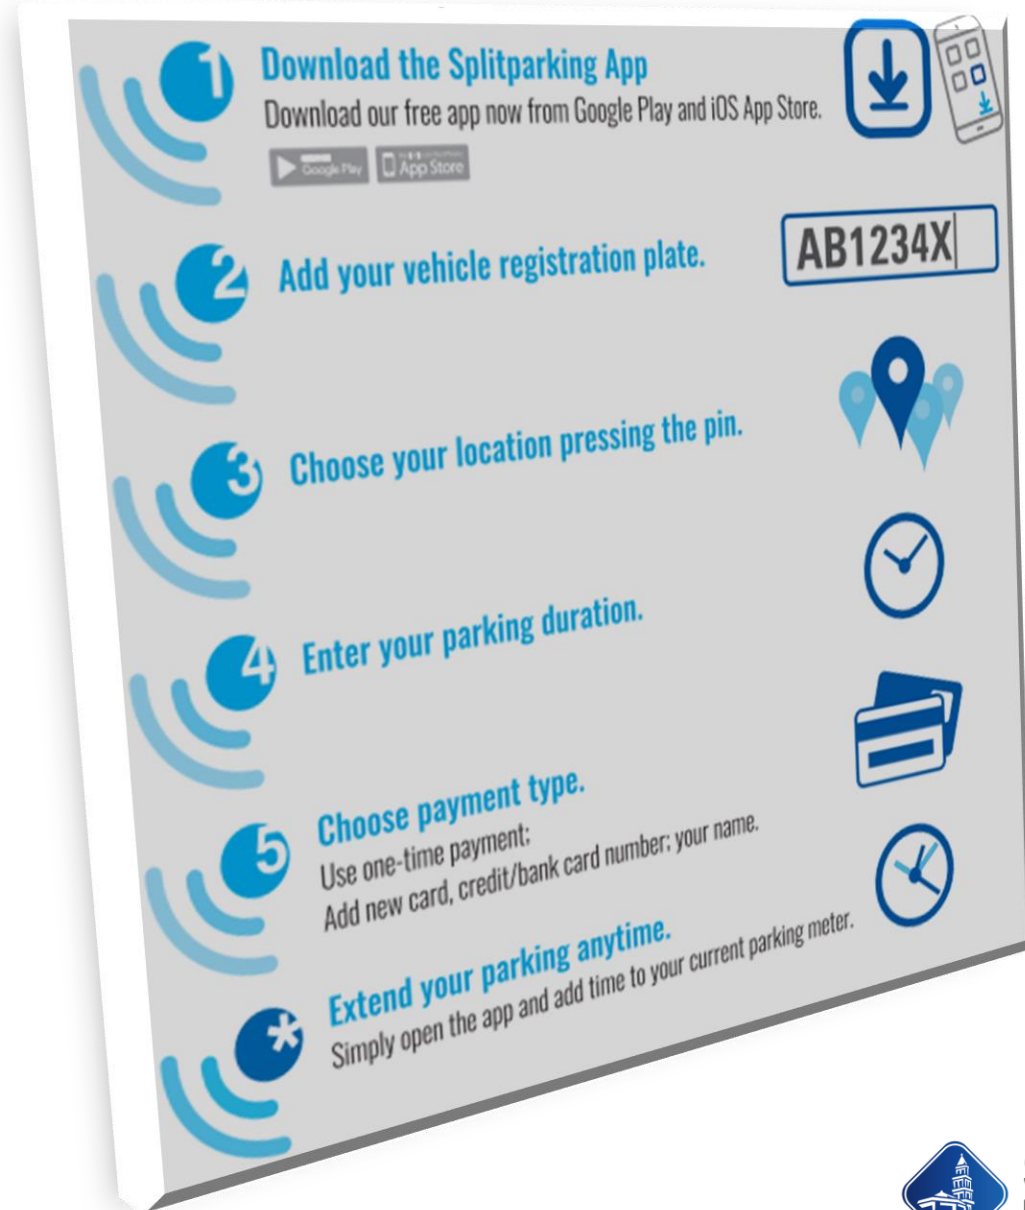 1
Download the Splitparking App
Download our free app now from Google Play and iOS App Store.
Google Play
App Store
2
Add your vehicle registration plate.
AB1234X
3
Choose your location pressing the pin.
4
Enter your parking duration.
5
Choose payment type.
Use one-time payment;
Add new card, credit/bank card number; your name.
*
Extend your parking anytime.
Simply open the app and add time to your current parking meter.